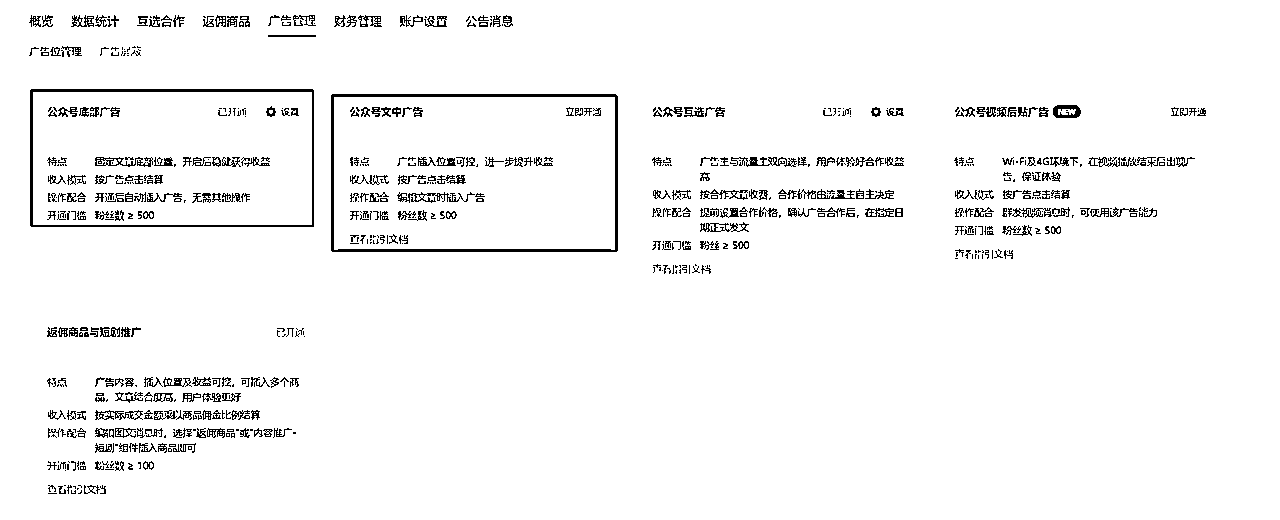 概览 数据统计 互选合作 返佣商品 广告管理 财务管理 账户设置 公告消息
广告位管理 广告屏蔽
公众号底部广告 已开通 设置
特点 固定文章底部位置，开启后稳健获得收益
收入模式 按广告点击结算
操作配合 开通后自动插入广告，无需其他操作
开通门槛 粉丝数 ≥ 500
公众号文中广告 立即开通
特点 广告插入位置可控，进一步提升收益
收入模式 按广告点击结算
操作配合 编辑文章时插入广告
开通门槛 粉丝数 ≥ 500
查看指引文档
公众号互选广告 已开通 设置
特点 广告主与流量主双向选择，用户体验好合作收益
高
收入模式 按合作文章收费，合作价格由流量主自主决定
操作配合 提前设置合作价格，确认广告合作后，在指定日
期正式发文
开通门槛 粉丝 ≥ 500
查看指引文档
公众号视频后贴广告 NEW 立即开通
特点 Wi-Fi及4G环境下，在视频播放结束后出现广
告，保证体验
收入模式 按广告点击结算
操作配合 群发视频消息时，可使用该广告能力
开通门槛 粉丝数 ≥ 500
查看指引文档
返佣商品与短剧推广 已开通
特点 广告内容、插入位置及收益可控，可插入多个商
品，文章结合度高，用户体验更好
收入模式 按实际成交金额乘以商品佣金比例结算
操作配合 编辑图文消息时，选择"返佣商品"或"内容推广-
短剧"组件插入商品即可
开通门槛 粉丝数 ≥ 100
查看指引文档